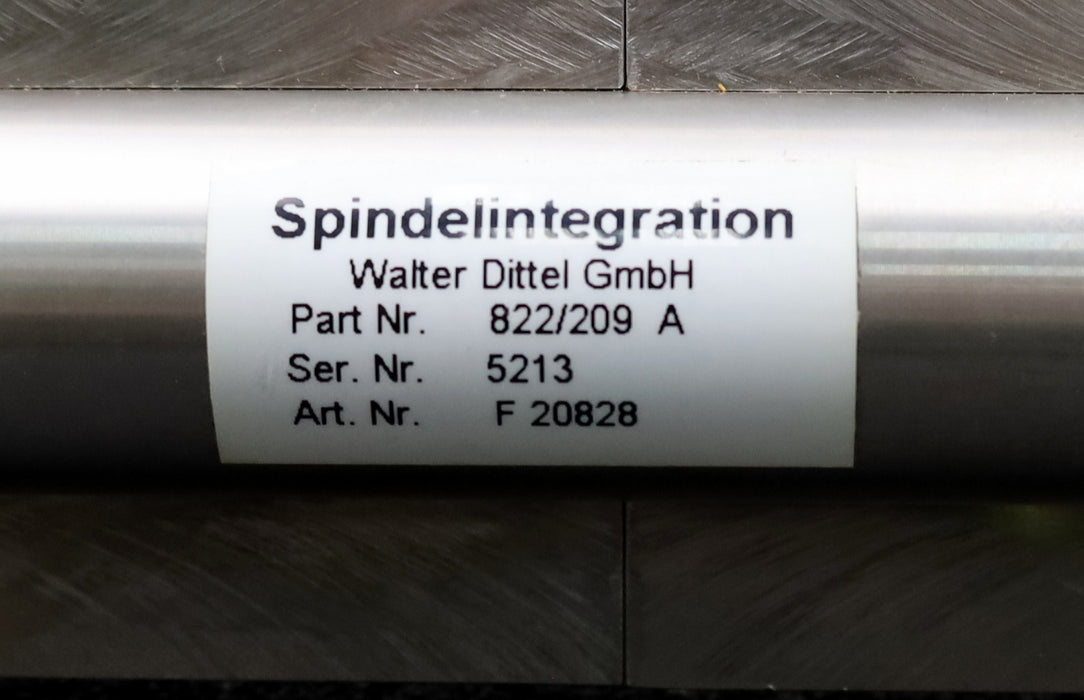 Spindelintegration
Walter Dittel GmbH
Part Nr. 822/209 A
Ser. Nr. 5213
Art. Nr. F 20828